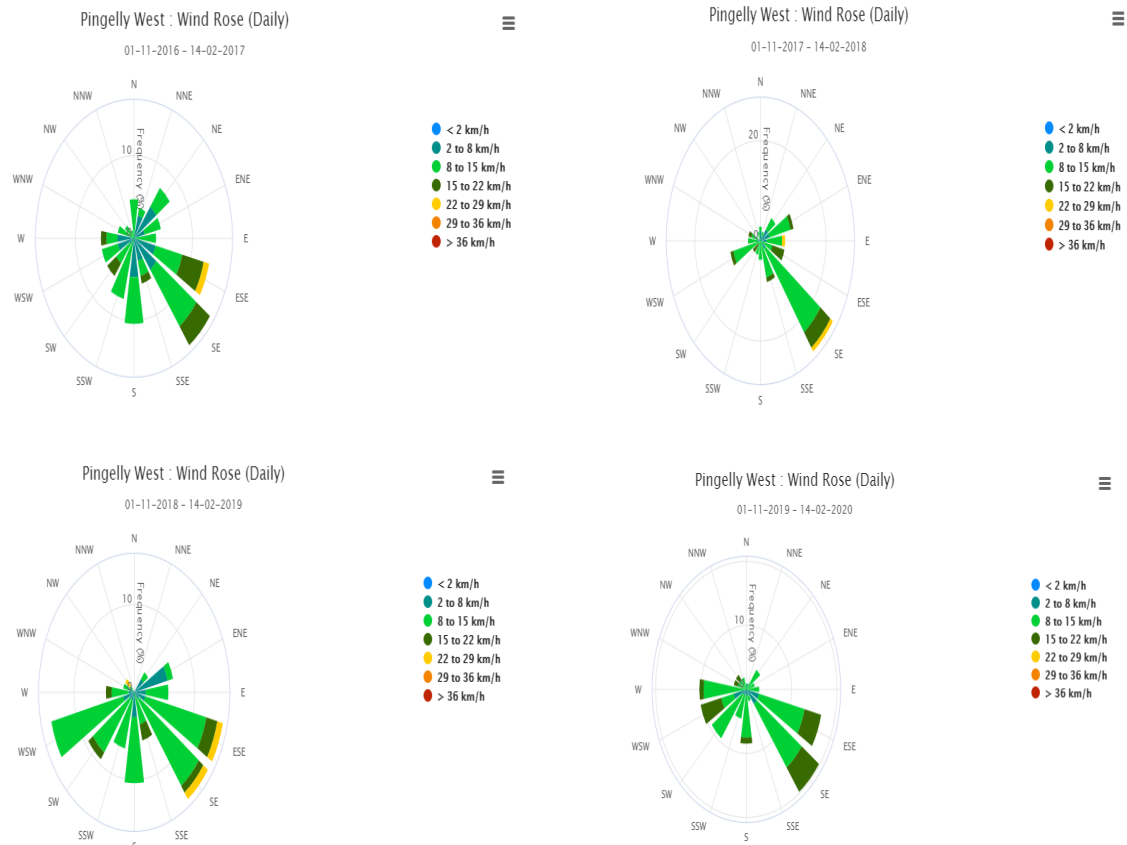 Pingelly West : Wind Rose (Daily)
01-11-2016 - 14-02-2017
N
NNW
NNE
NW
NE
10
Frequency (%)
WNW
ENE
W
E
WSW
ESE
SW
SE
SSW
SSE
S
< 2 km/h
2 to 8 km/h
8 to 15 km/h
15 to 22 km/h
22 to 29 km/h
29 to 36 km/h
> 36 km/h
Pingelly West : Wind Rose (Daily)
01-11-2017 - 14-02-2018
N
NNW
NNE
NW
NE
20
Frequency (%)
WNW
ENE
0
W
E
WSW
ESE
SW
SE
SSW
SSE
S
< 2 km/h
2 to 8 km/h
8 to 15 km/h
15 to 22 km/h
22 to 29 km/h
29 to 36 km/h
> 36 km/h
Pingelly West : Wind Rose (Daily)
01-11-2018 - 14-02-2019
N
NNW
NNE
NW
NE
10
Frequency (%)
WNW
ENE
0
W
E
WSW
ESE
SW
SE
SSW
SSE
S
< 2 km/h
2 to 8 km/h
8 to 15 km/h
15 to 22 km/h
22 to 29 km/h
29 to 36 km/h
> 36 km/h
Pingelly West : Wind Rose (Daily)
01-11-2019 - 14-02-2020
N
NNW
NNE
NW
NE
10
Frequency (%)
WNW
ENE
W
E
WSW
ESE
SW
SE
SSW
SSE
S
< 2 km/h
2 to 8 km/h
8 to 15 km/h
15 to 22 km/h
22 to 29 km/h
29 to 36 km/h
> 36 km/h